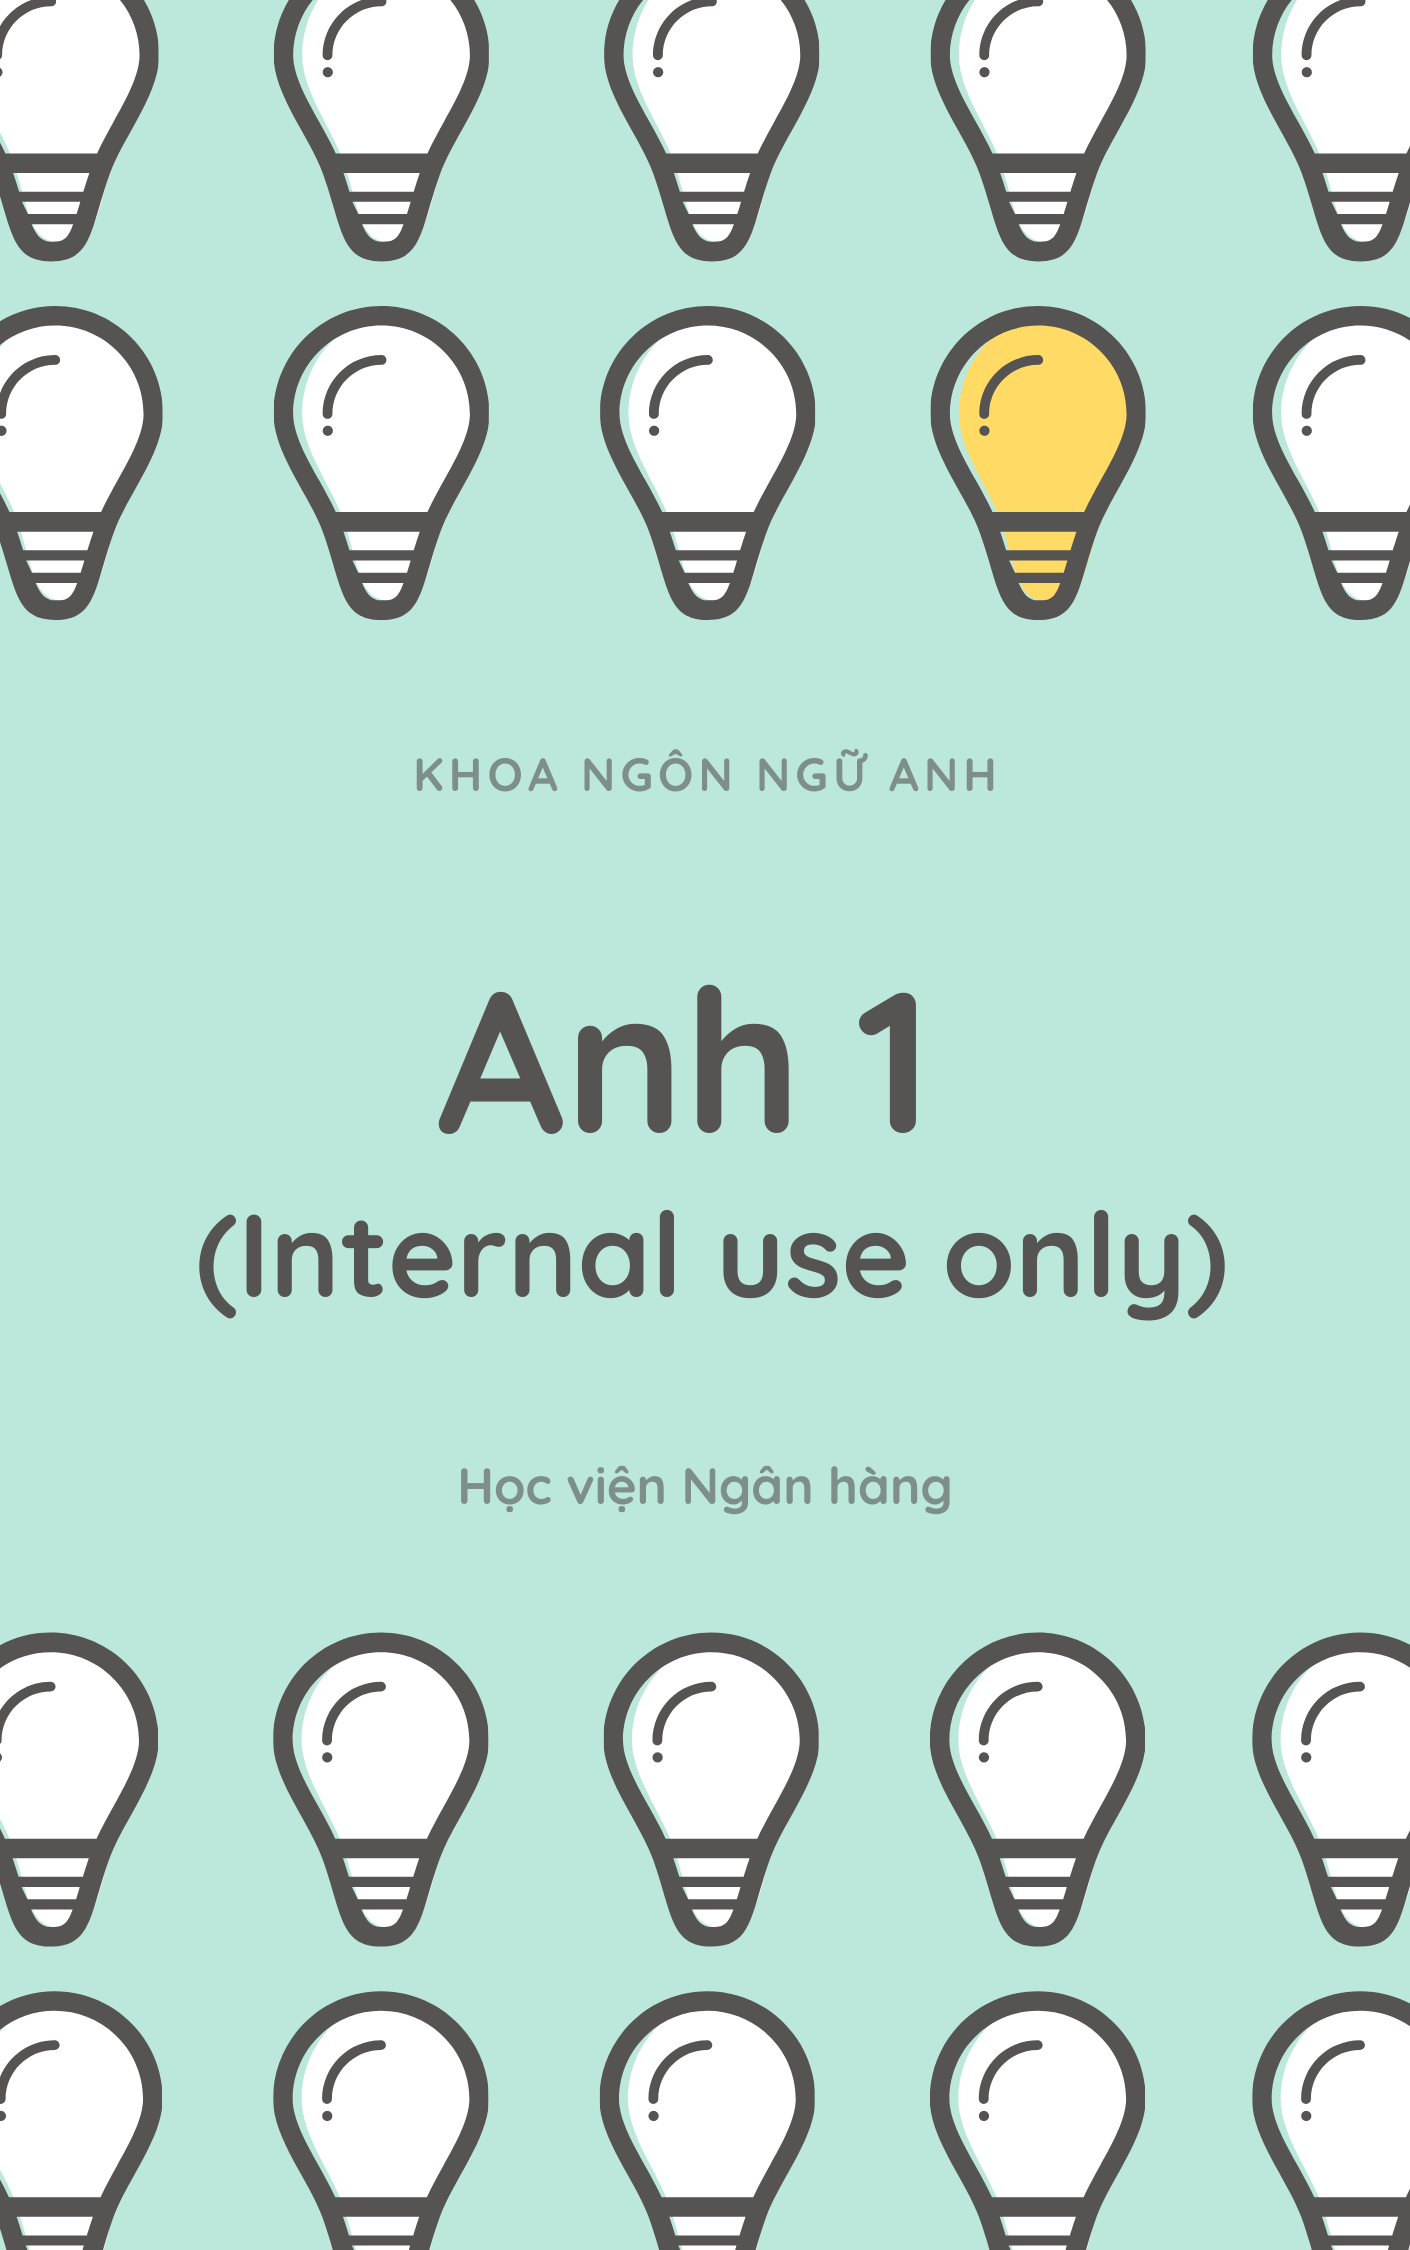 KHOA NGÔN NGỮ ANH
Anh 1
(Internal use only)
Học viện Ngân hàng